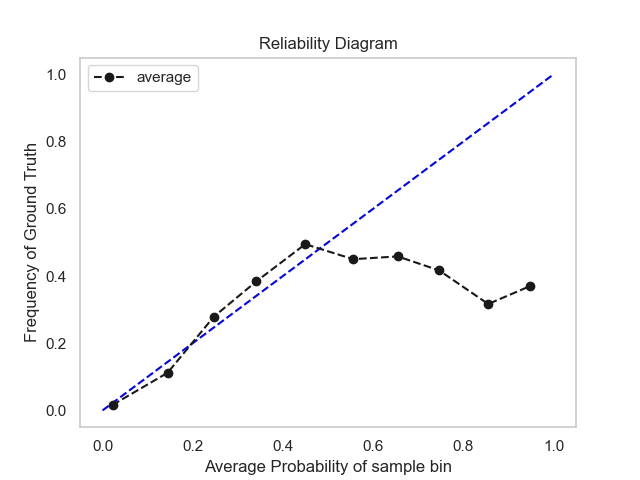 Reliability Diagram
average
Frequency of Ground Truth
1.0
0.8
0.6
0.4
0.2
0.0
0.0 0.2 0.4 0.6 0.8 1.0
Average Probability of sample bin